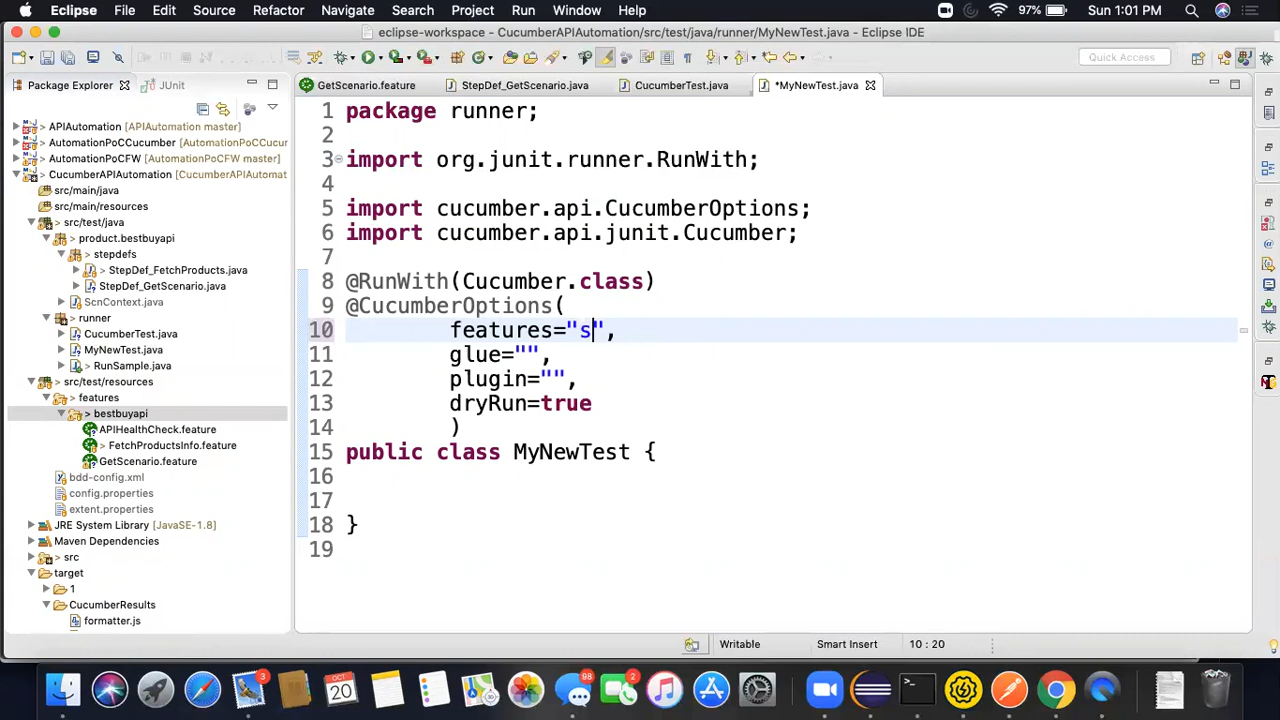 Eclipse File Edit Source Refactor Navigate Search Project Run Window Help 97% Sun 1:01 PM
eclipse-workspace - CucumberAPIAutomation/src/test/java/runner/MyNewTest.java - Eclipse IDE
Quick Access
Package Explorer JUnit
GetScenario.feature StepDef_GetScenario.java CucumberTest.java *MyNewTest.java
> APIAutomation [APIAutomation master]
> AutomationPoCCucumber [AutomationPoCCucur
> AutomationPoCFW [AutomationPoCFW master]
> CucumberAPIAutomation [CucumberAPIAutomat
src/main/java
src/main/resources
> src/test/java
> product.bestbuyapi
> stepdefs
> StepDef_FetchProducts.java
StepDef_GetScenario.java
ScnContext.java
> runner
CucumberTest.java
MyNewTest.java
> RunSample.java
> src/test/resources
> features
> bestbuyapi
APIHealthCheck.feature
> FetchProductsInfo.feature
GetScenario.feature
bdd-config.xml
config.properties
extent.properties
JRE System Library [JavaSE-1.8]
Maven Dependencies
> src
target
1
CucumberResults
formatter.js
1 package runner;
2
3 import org.junit.runner.RunWith;
4
5 import cucumber.api.CucumberOptions;
6 import cucumber.api.junit.Cucumber;
7
8 @RunWith(Cucumber.class)
9 @CucumberOptions(
10 features="s",
11 glue="",
12 plugin="",
13 dryRun=true
14 )
15 public class MyNewTest {
16
17
18 }
19
Writable Smart Insert 10 : 20
3 OCT 20 98 2